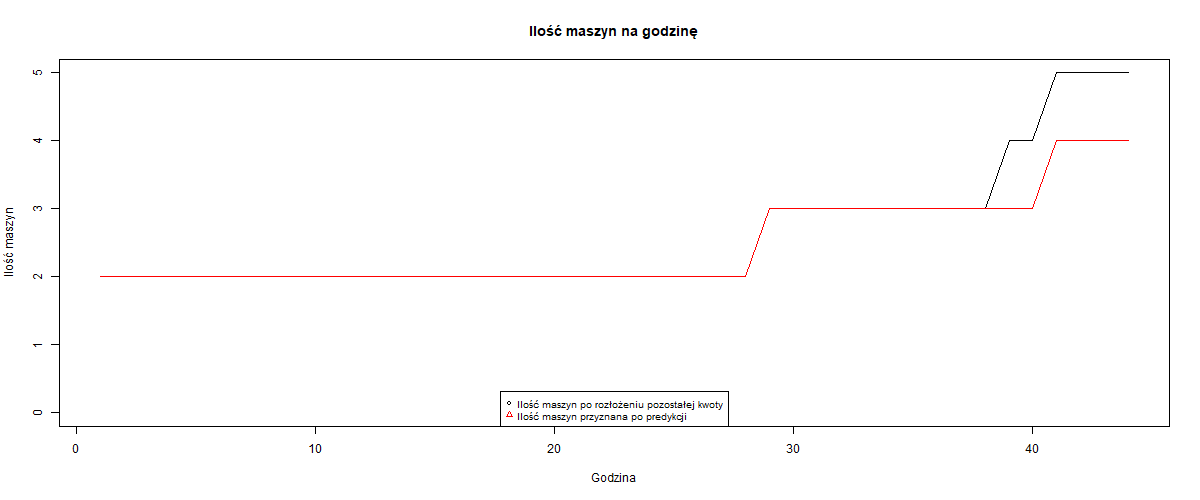 Ilość maszyn na godzinę
Ilość maszyn
5
4
3
2
1
0
Ilość maszyn po rozłożeniu pozostałej kwoty
Ilość maszyn przyznana po predykcji
0 10 20 30 40
Godzina